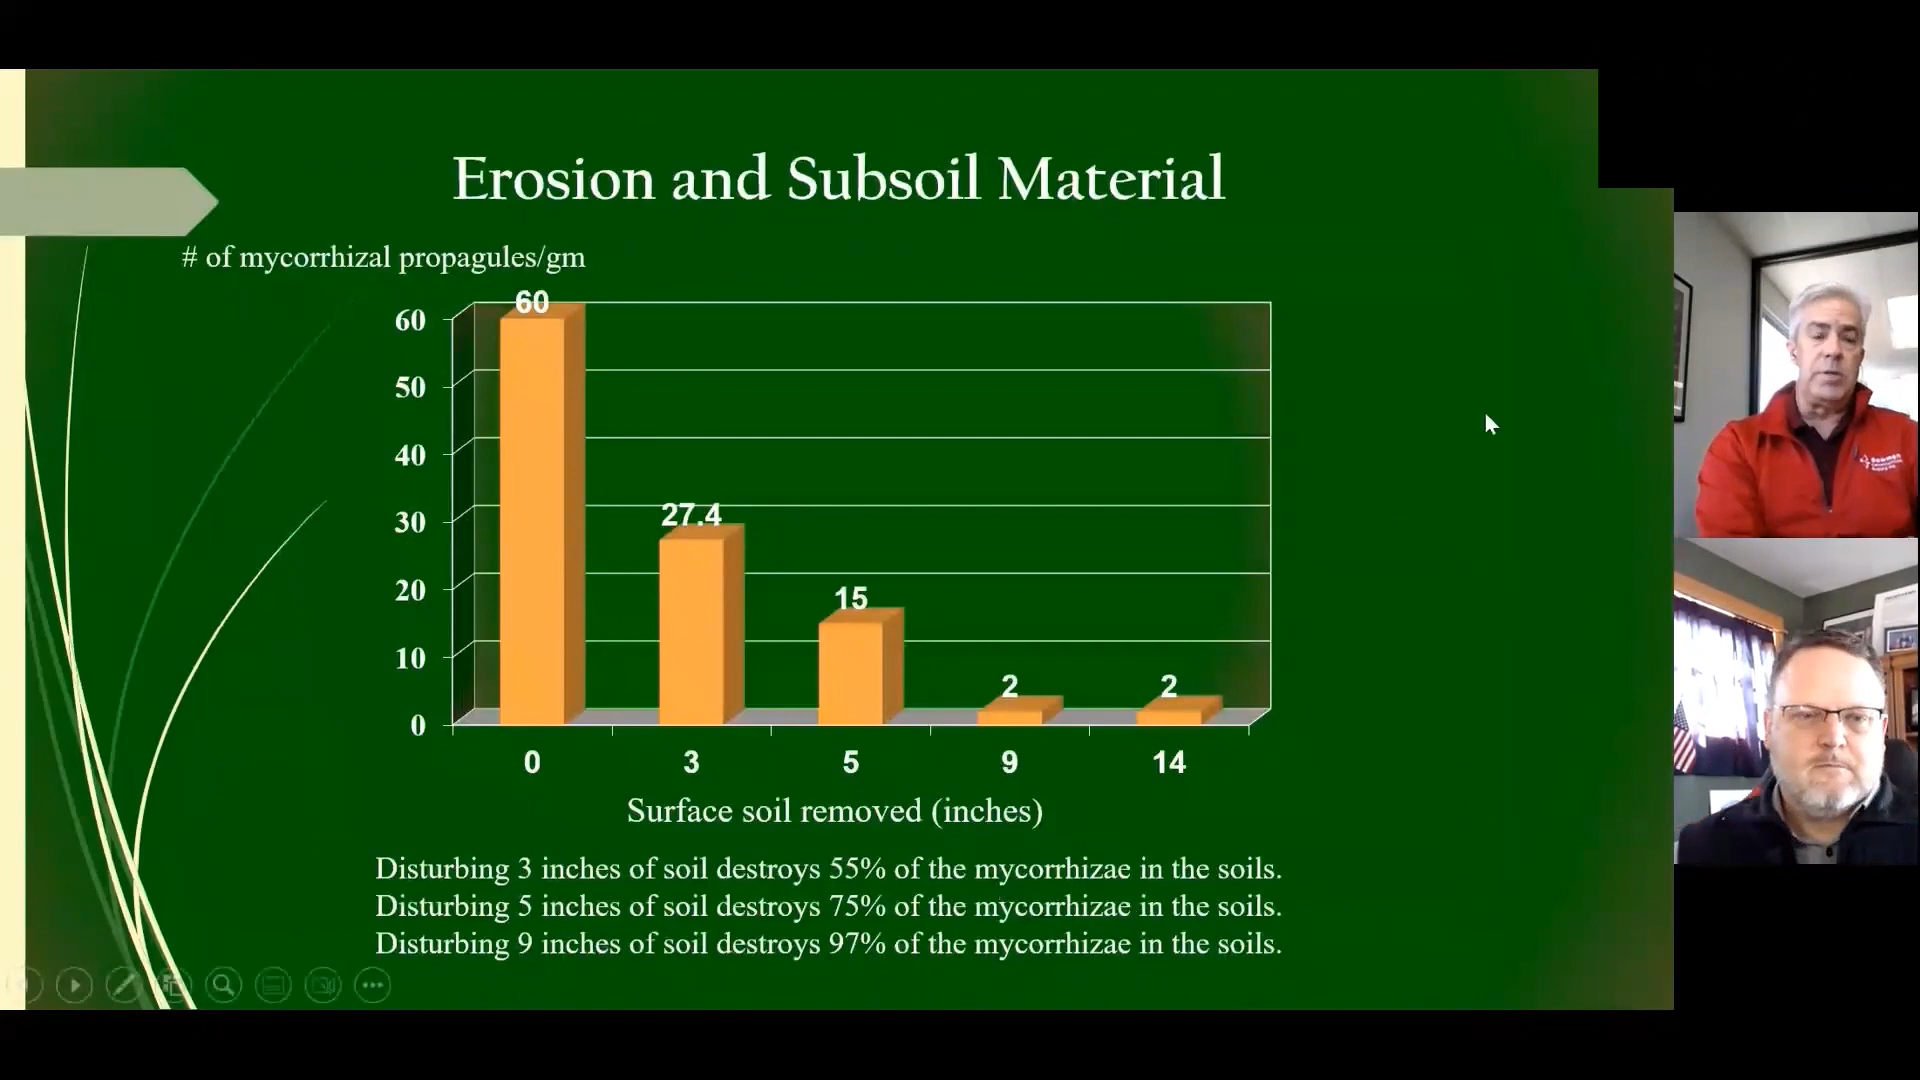 Erosion and Subsoil Material
# of mycorrhizal propagules/gm
60
50
40
30
20
10
0
60
27.4
15
2
2
0 3 5 9 14
Surface soil removed (inches)
Disturbing 3 inches of soil destroys 55% of the mycorrhizae in the soils.
Disturbing 5 inches of soil destroys 75% of the mycorrhizae in the soils.
Disturbing 9 inches of soil destroys 97% of the mycorrhizae in the soils.